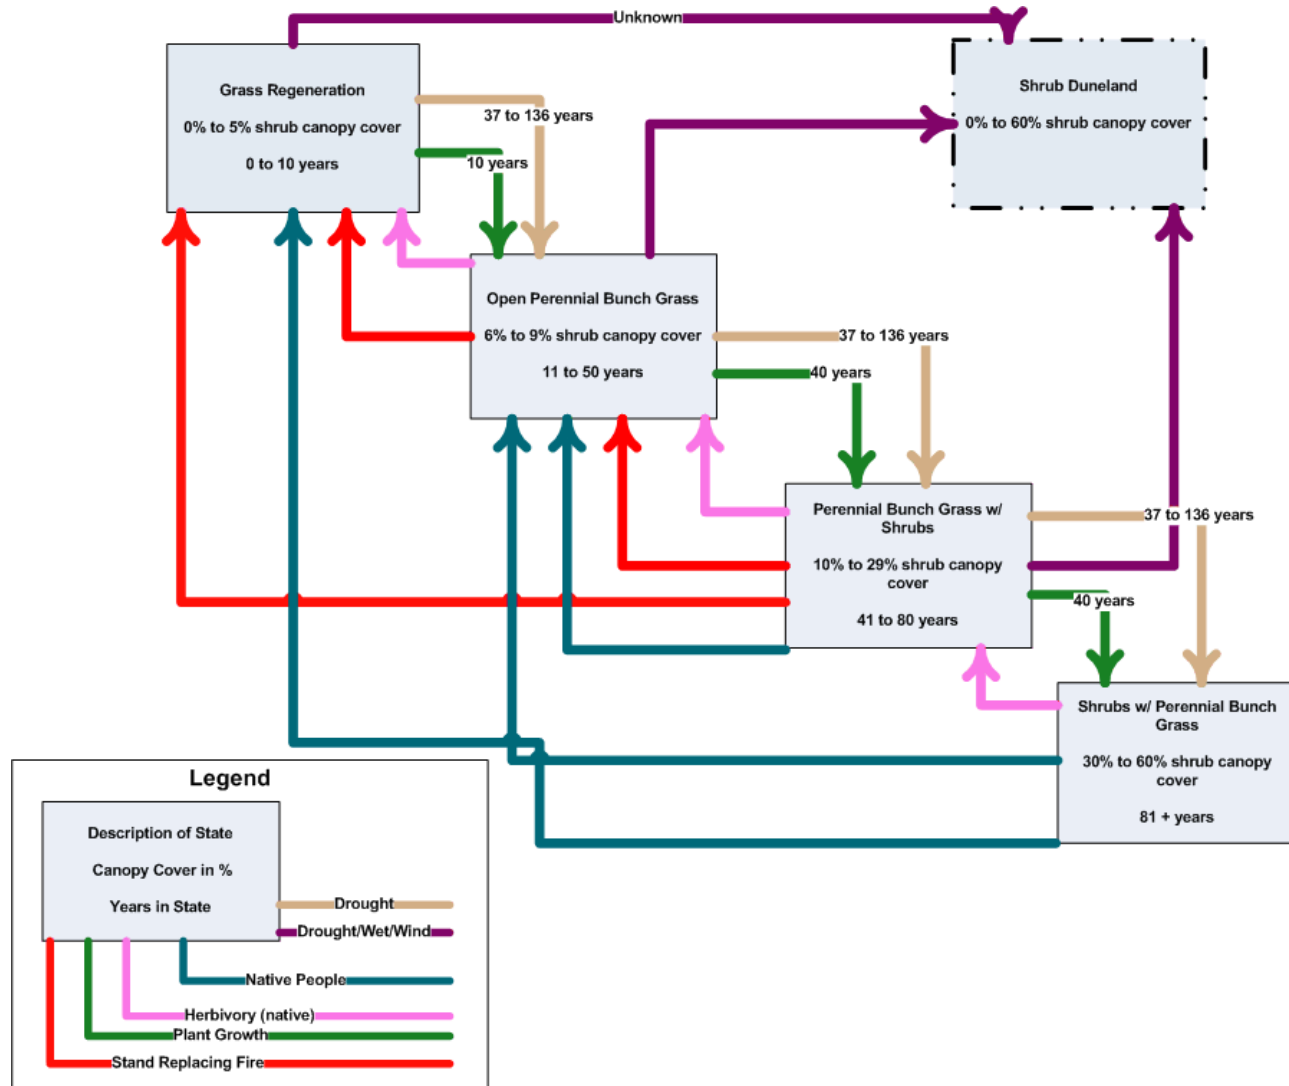 Unknown
Grass Regeneration
0% to 5% shrub canopy cover
0 to 10 years
Shrub Duneland
0% to 60% shrub canopy cover
37 to 136 years
10 years
Open Perennial Bunch Grass
6% to 9% shrub canopy cover
11 to 50 years
37 to 136 years
40 years
Perennial Bunch Grass w/
Shrubs
10% to 29% shrub canopy
cover
41 to 80 years
37 to 136 years
40 years
Shrubs w/ Perennial Bunch
Grass
30% to 60% shrub canopy
cover
81 + years
Legend
Description of State
Canopy Cover in %
Years in State
Drought
Drought/Wet/Wind
Native People
Herbivory (native)
Plant Growth
Stand Replacing Fire